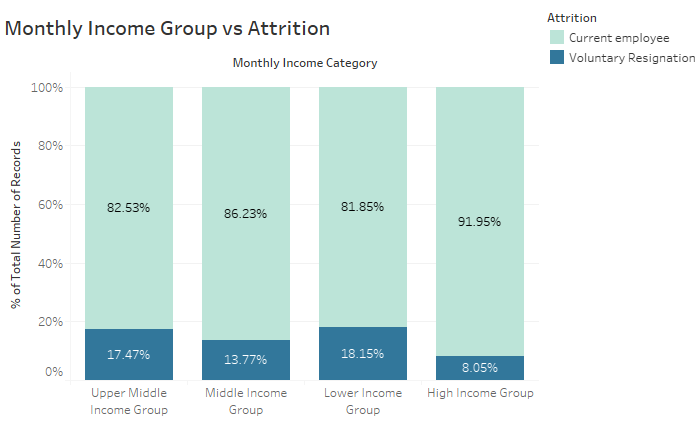 Monthly Income Group vs Attrition
Attrition
Current employee
Voluntary Resignation
Monthly Income Category
% of Total Number of Records
100%
80%
60%
40%
20%
0%
82.53%
86.23%
81.85%
91.95%
17.47%
13.77%
18.15%
8.05%
Upper Middle
Income Group
Middle Income
Group
Lower Income
Group
High Income Group